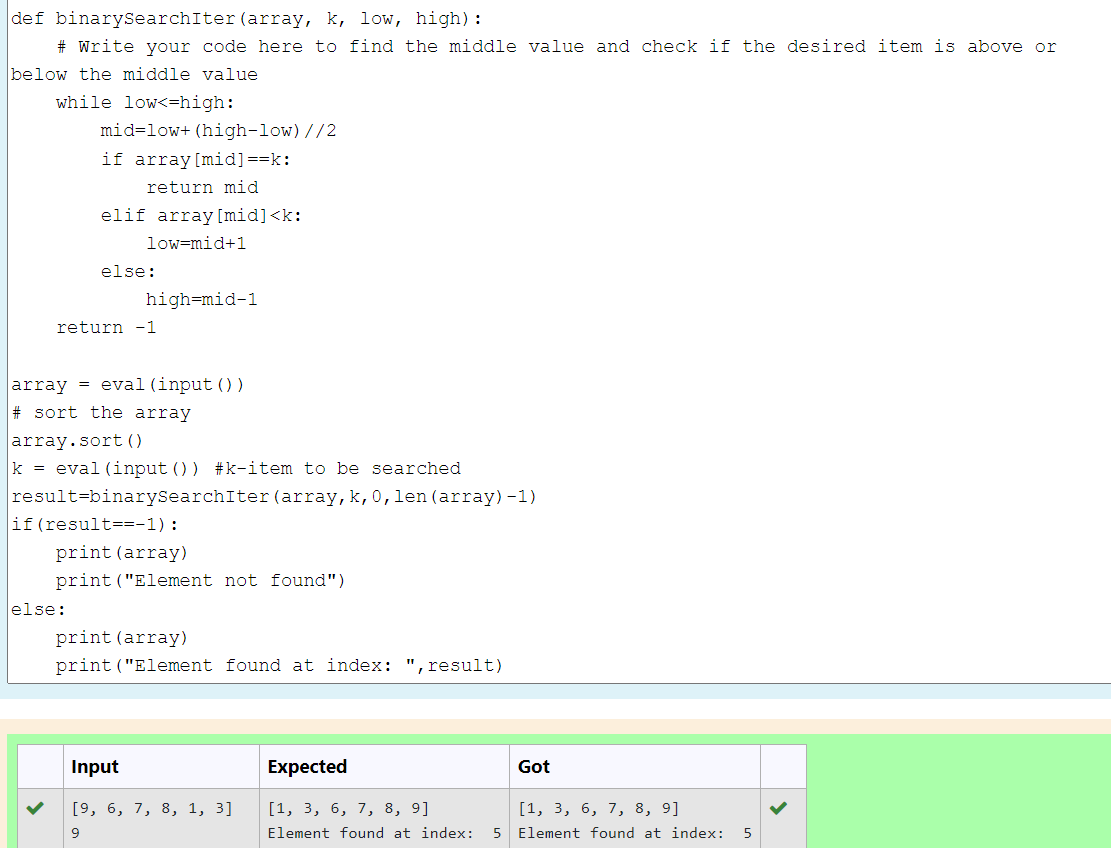 def binarySearchIter(array, k, low, high):
    # Write your code here to find the middle value and check if the desired item is above or
below the middle value
    while low<=high:
        mid=low+(high-low)//2
        if array[mid]==k:
            return mid
        elif array[mid]<k:
            low=mid+1
        else:
            high=mid-1
    return -1

array = eval(input())
# sort the array
array.sort()
k = eval(input()) #k-item to be searched
result=binarySearchIter(array,k,0,len(array)-1)
if(result==-1):
    print(array)
    print("Element not found")
else:
    print(array)
    print("Element found at index: ",result)
Input Expected Got
[9, 6, 7, 8, 1, 3] [1, 3, 6, 7, 8, 9] [1, 3, 6, 7, 8, 9]
9 Element found at index:  5 Element found at index:  5